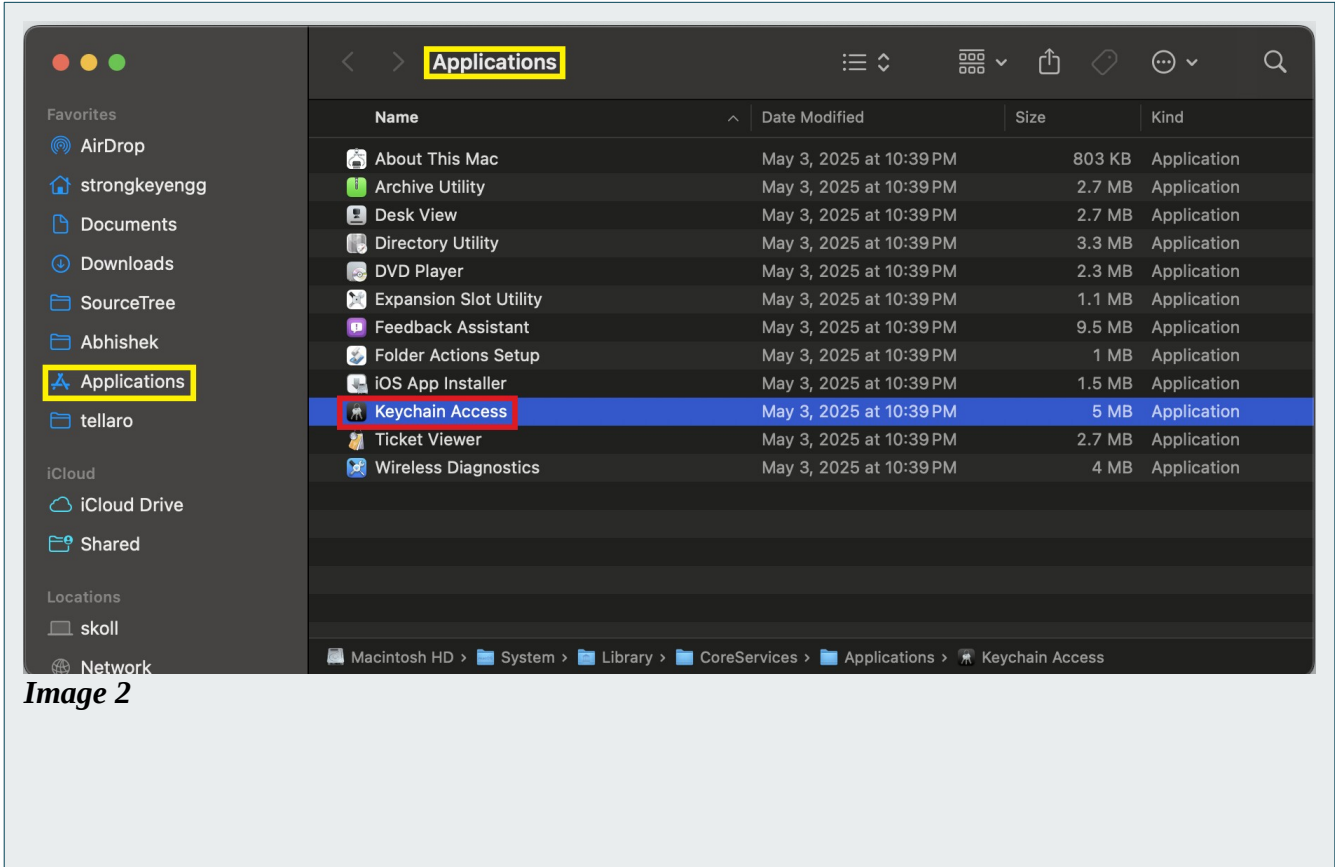 Applications
Favorites
AirDrop
strongkeyengg
Documents
Downloads
SourceTree
Abhishek
Applications
tellaro
iCloud
iCloud Drive
Shared
Locations
skoll
Network
Name Date Modified Size Kind
About This Mac May 3, 2025 at 10:39 PM 803 KB Application
Archive Utility May 3, 2025 at 10:39 PM 2.7 MB Application
Desk View May 3, 2025 at 10:39 PM 2.7 MB Application
Directory Utility May 3, 2025 at 10:39 PM 3.3 MB Application
DVD Player May 3, 2025 at 10:39 PM 2.3 MB Application
Expansion Slot Utility May 3, 2025 at 10:39 PM 1.1 MB Application
Feedback Assistant May 3, 2025 at 10:39 PM 9.5 MB Application
Folder Actions Setup May 3, 2025 at 10:39 PM 1 MB Application
iOS App Installer May 3, 2025 at 10:39 PM 1.5 MB Application
Keychain Access May 3, 2025 at 10:39 PM 5 MB Application
Ticket Viewer May 3, 2025 at 10:39 PM 2.7 MB Application
Wireless Diagnostics May 3, 2025 at 10:39 PM 4 MB Application
Macintosh HD › System › Library › CoreServices › Applications › Keychain Access
Image 2